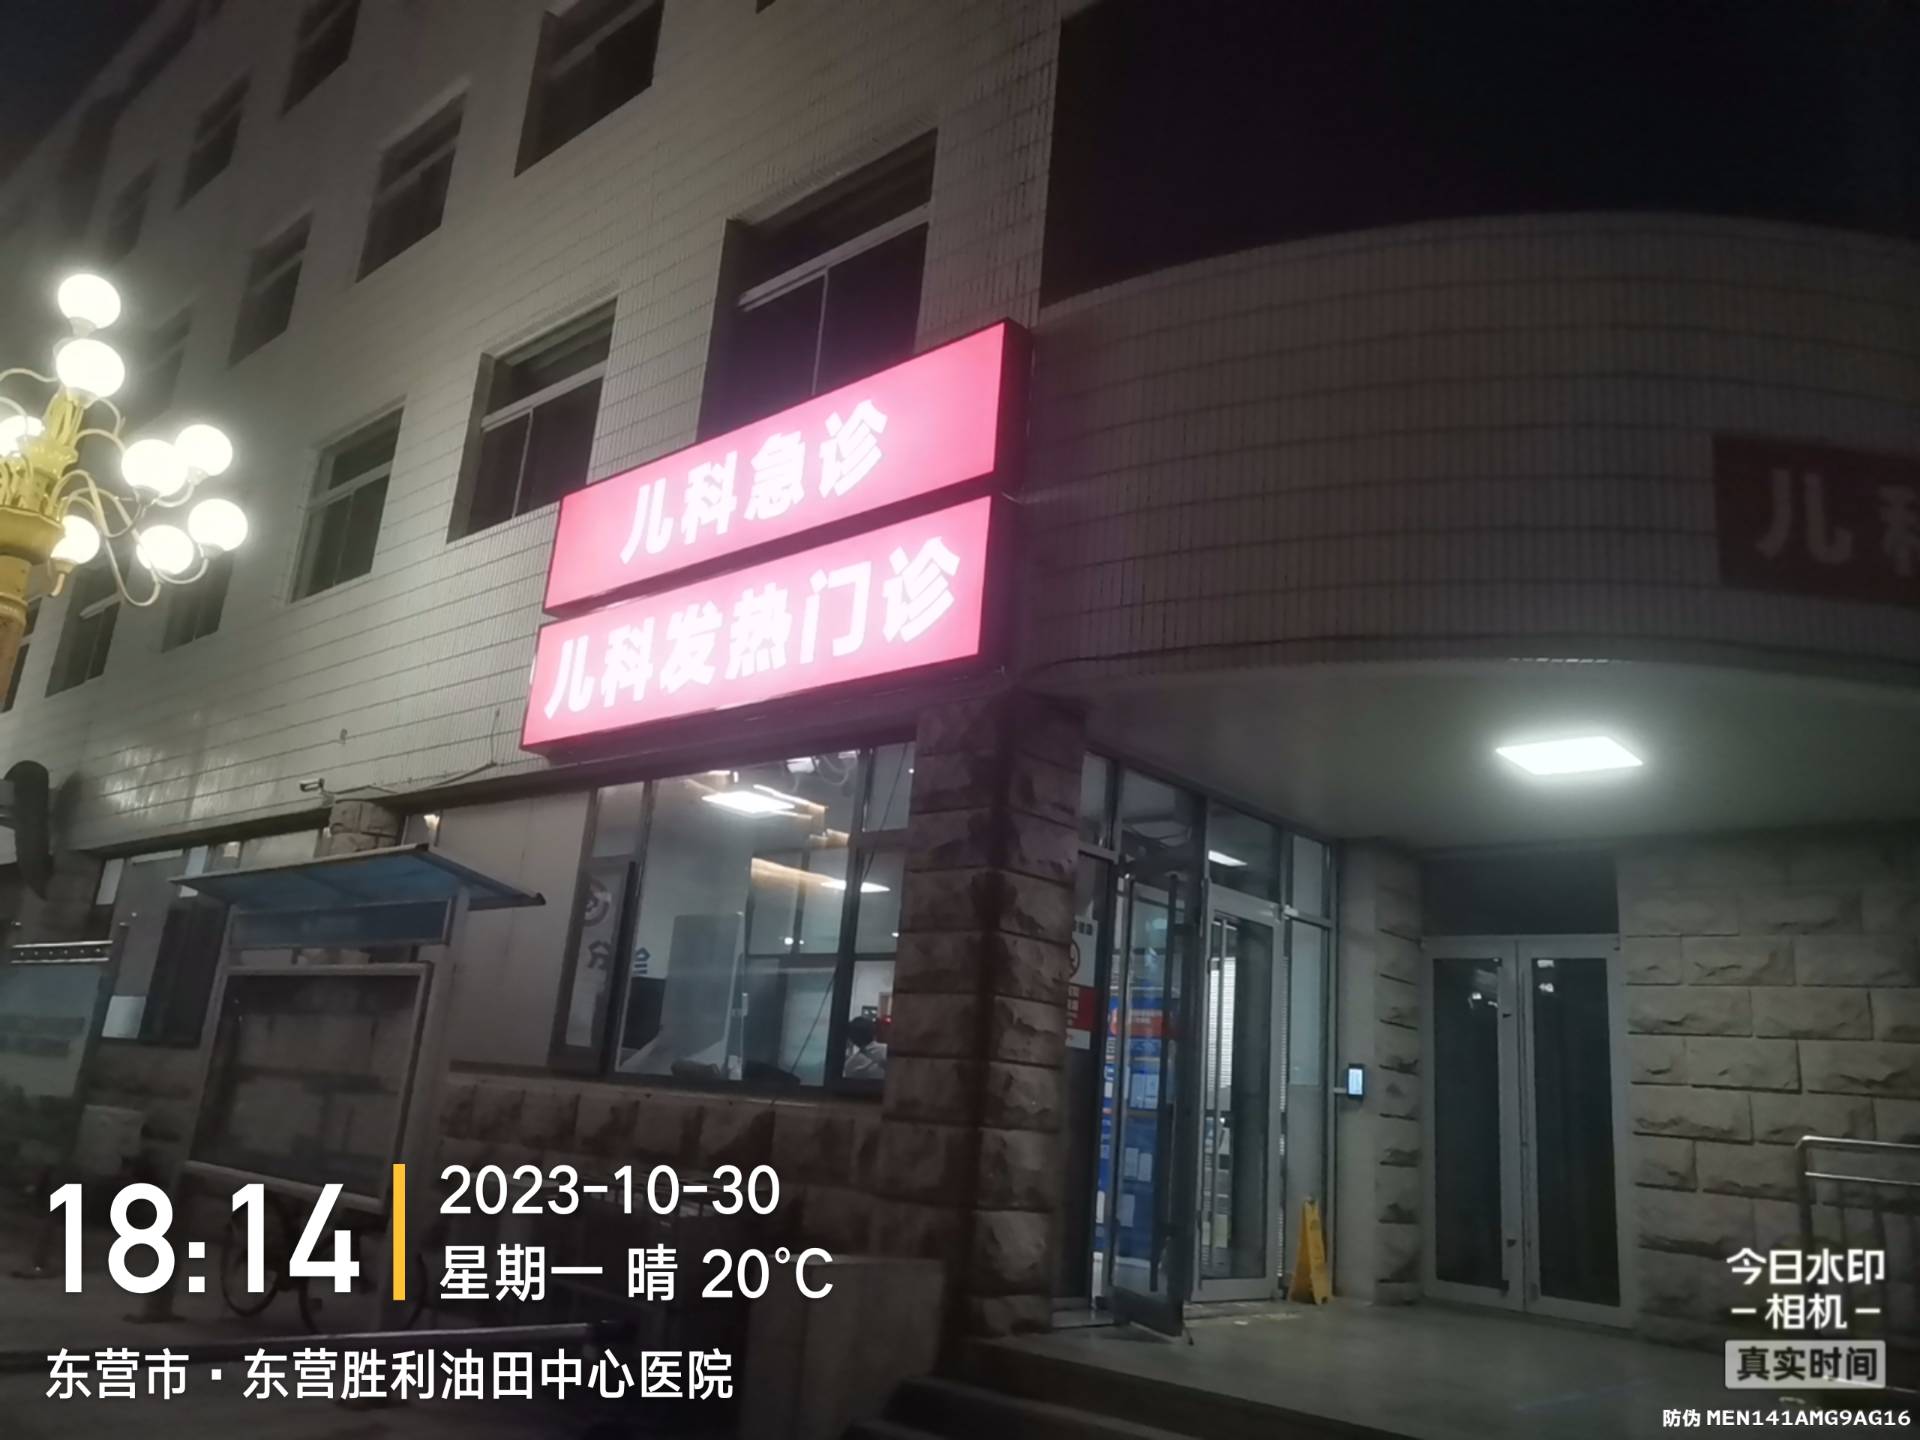 儿科急诊
儿科发热门诊
儿科
18:14
2023-10-30
星期一 晴 20℃
东营市·东营胜利油田中心医院
今日水印
-相机-
真实时间
防伪 MEN141AMG9AG16